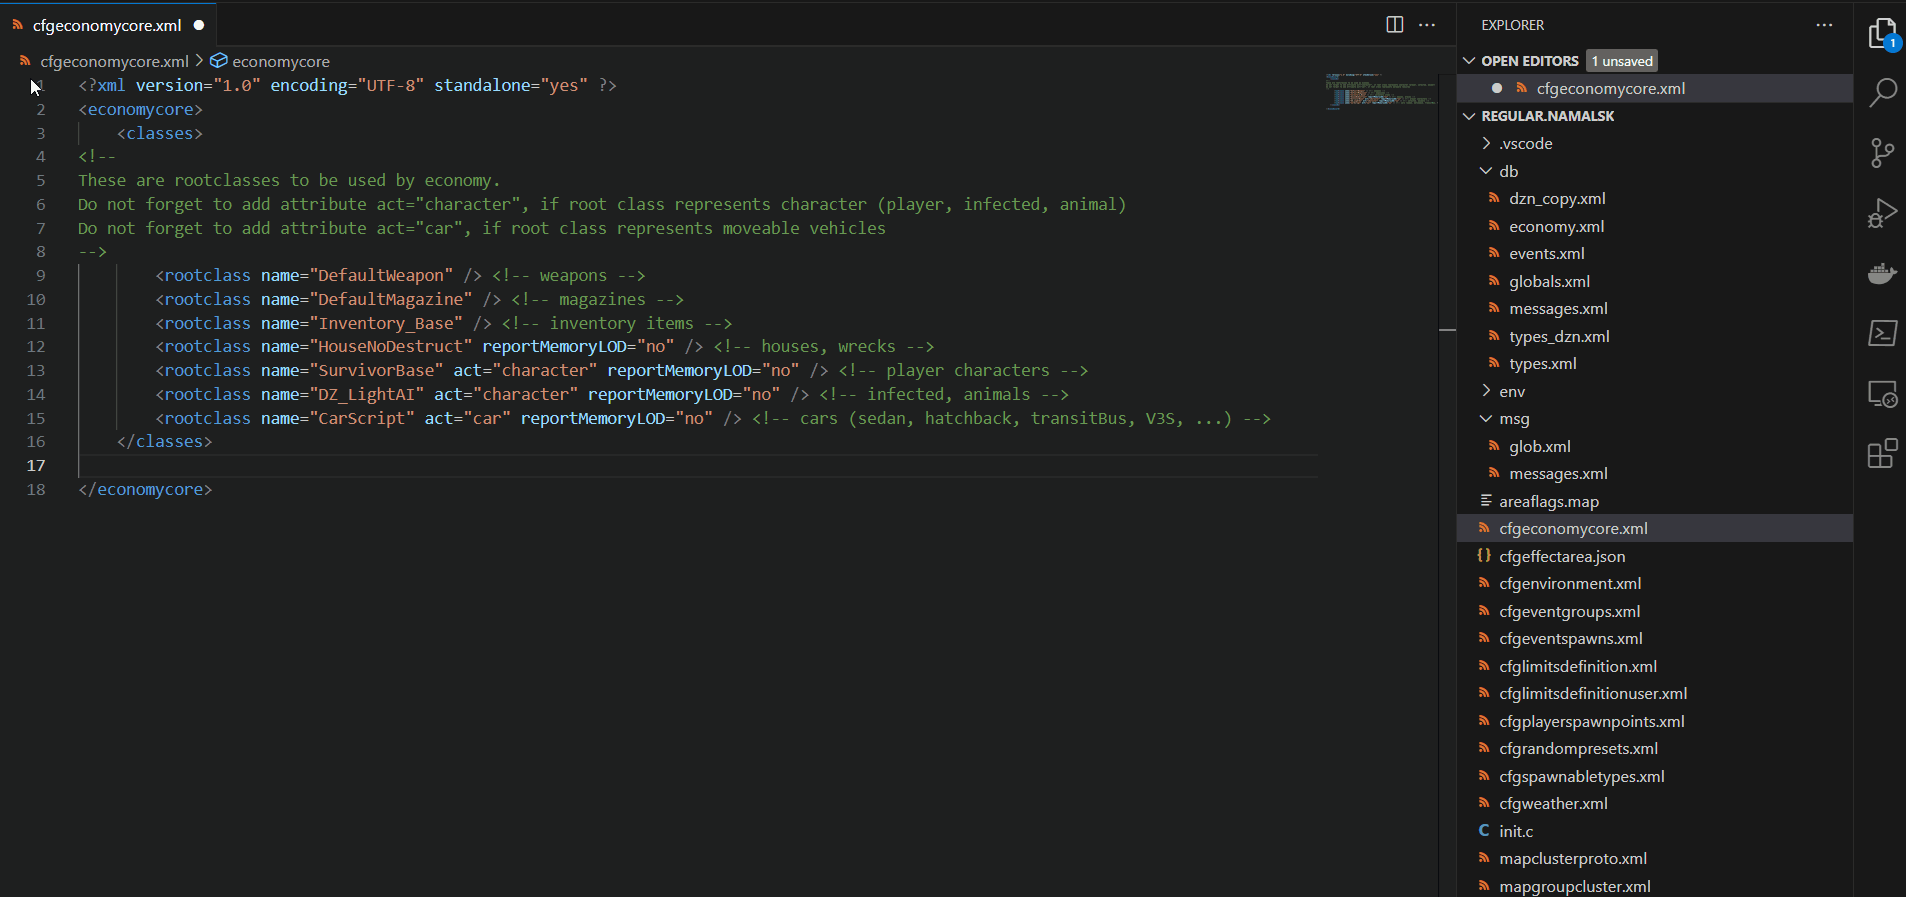 cfgeconomycore.xml
cfgeconomycore.xml > economycore
1 <?xml version="1.0" encoding="UTF-8" standalone="yes" ?>
2 <economycore>
3 <classes>
4 <!--
5 These are rootclasses to be used by economy.
6 Do not forget to add attribute act="character", if root class represents character (player, infected, animal)
7 Do not forget to add attribute act="car", if root class represents moveable vehicles
8 -->
9 <rootclass name="DefaultWeapon" /> <!-- weapons -->
10 <rootclass name="DefaultMagazine" /> <!-- magazines -->
11 <rootclass name="Inventory_Base" /> <!-- inventory items -->
12 <rootclass name="HouseNoDestruct" reportMemoryLOD="no" /> <!-- houses, wrecks -->
13 <rootclass name="SurvivorBase" act="character" reportMemoryLOD="no" /> <!-- player characters -->
14 <rootclass name="DZ_LightAI" act="character" reportMemoryLOD="no" /> <!-- infected, animals -->
15 <rootclass name="CarScript" act="car" reportMemoryLOD="no" /> <!-- cars (sedan, hatchback, transitBus, V3S, ...) -->
16 </classes>
17
18 </economycore>
EXPLORER
OPEN EDITORS 1 unsaved
cfgeconomycore.xml
REGULAR.NAMALSK
.vscode
db
dzn_copy.xml
economy.xml
events.xml
globals.xml
messages.xml
types_dzn.xml
types.xml
env
msg
glob.xml
messages.xml
areaflags.map
cfgeconomycore.xml
{} cfgeffectarea.json
cfgenvironment.xml
cfgeventgroups.xml
cfgeventspawns.xml
cfglimitsdefinition.xml
cfglimitsdefinitionuser.xml
cfgplayerspawnpoints.xml
cfgrandompresets.xml
cfgspawnabletypes.xml
cfgweather.xml
C init.c
mapclusterproto.xml
mapgroupcluster.xml
1